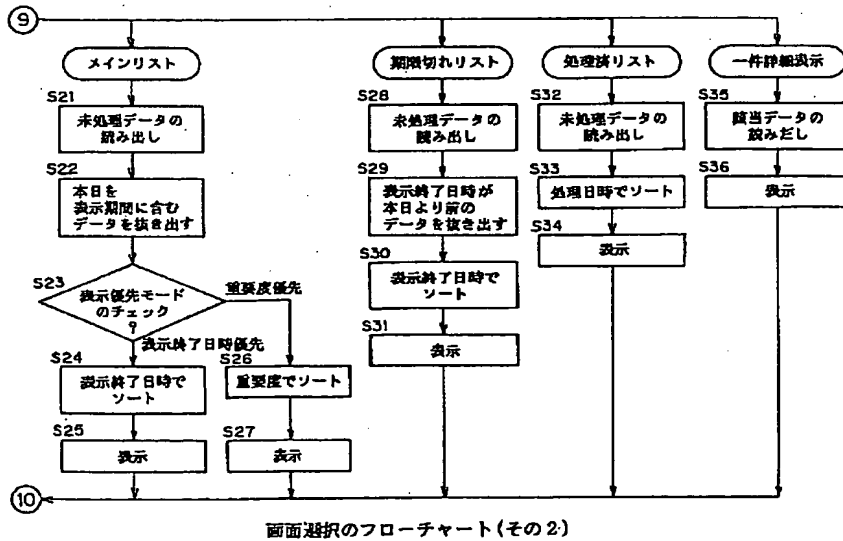 ⑨
メインリスト
S21
未処理データの
読み出し
S22
本日を
表示期間に含む
データを抜き出す
S23
表示優先モード
のチェック
?
重要度優先
表示終了日時優先
S24
表示終了日時で
ソート
S25
表示
S26
重要度でソート
S27
表示
期限切れリスト
S28
未処理データの
読み出し
S29
表示終了日時が
本日より前の
データを抜き出す
S30
表示終了日時で
ソート
S31
表示
処理済リスト
S32
未処理データの
読み出し
S33
処理日時でソート
S34
表示
一件詳細表示
S35
該当データの
読みだし
S36
表示
⑩
画面選択のフローチャート(その2)